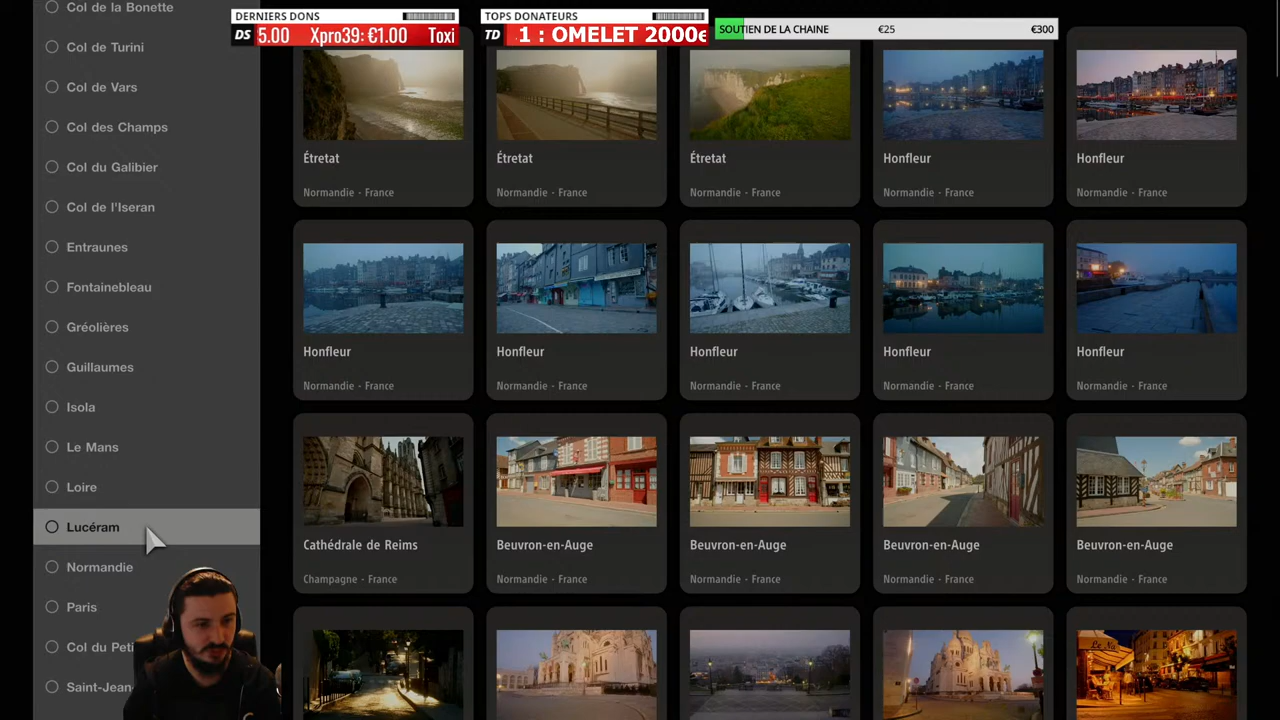 DERNIERS DONS
DS 5.00 Xpro39: €1.00 Toxi
TOPS DONATEURS
TD 1 : OMELET 2000€
SOUTIEN DE LA CHAINE €25 €300
Col de la Bonette
Col de Turini
Col de Vars
Col des Champs
Col du Galibier
Col de l'Iseran
Entraunes
Fontainebleau
Gréolières
Guillaumes
Isola
Le Mans
Loire
Lucéram
Normandie
Paris
Col du Peti
Saint-Jean-
Étretat Étretat Étretat Honfleur Honfleur
Normandie - France Normandie - France Normandie - France Normandie - France Normandie - France
Honfleur Honfleur Honfleur Honfleur Honfleur
Normandie - France Normandie - France Normandie - France Normandie - France Normandie - France
Cathédrale de Reims Beuvron-en-Auge Beuvron-en-Auge Beuvron-en-Auge Beuvron-en-Auge
Champagne - France Normandie - France Normandie - France Normandie - France Normandie - France